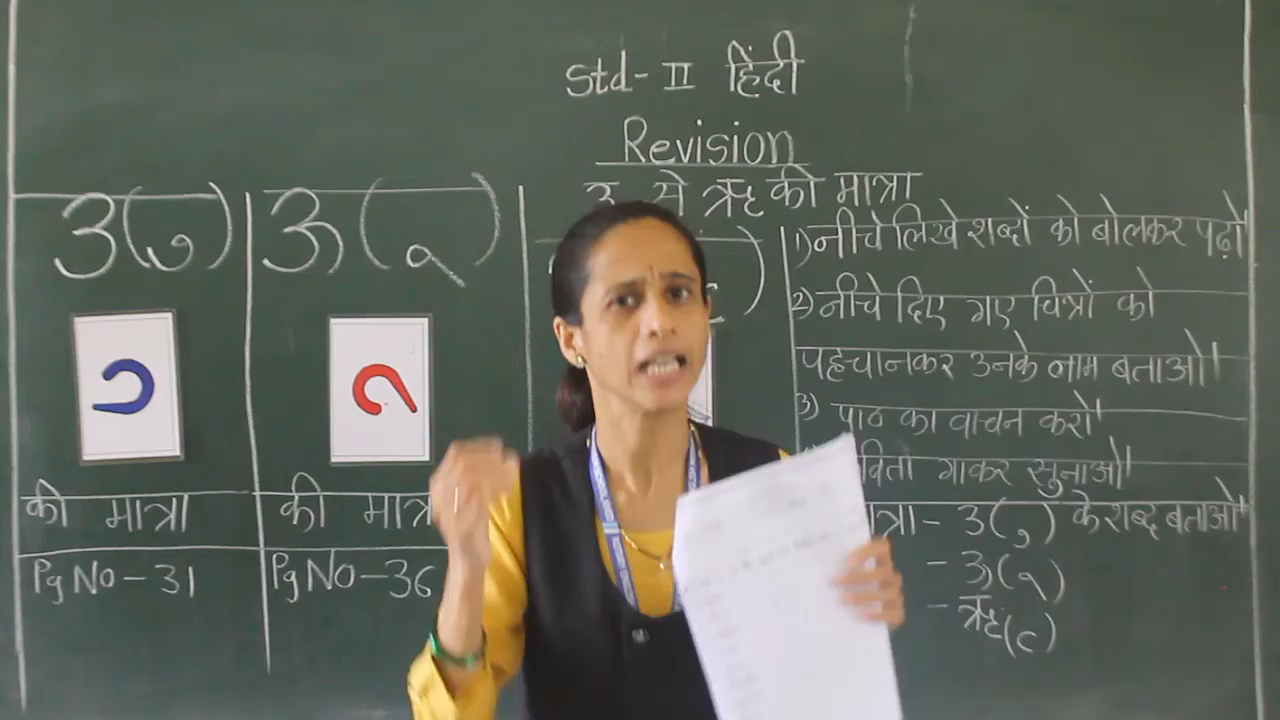 Std- II हिंदी
Revision
उ से ऋ की मात्रा
उ( ु)
ऊ( ू)
की मात्रा
की मात्र
Pg No-31
Pg No-36
1) नीचे लिखे शब्दों को बोलकर पढ़ो
2) नीचे दिए गए चित्रों को
पहचानकर उनके नाम बताओ।
3) पाठ का वाचन करो।
गाकर सुनाओ।
- उ( ु) के शब्द बताओ
- ऊ( ू)
- ऋ( ृ)